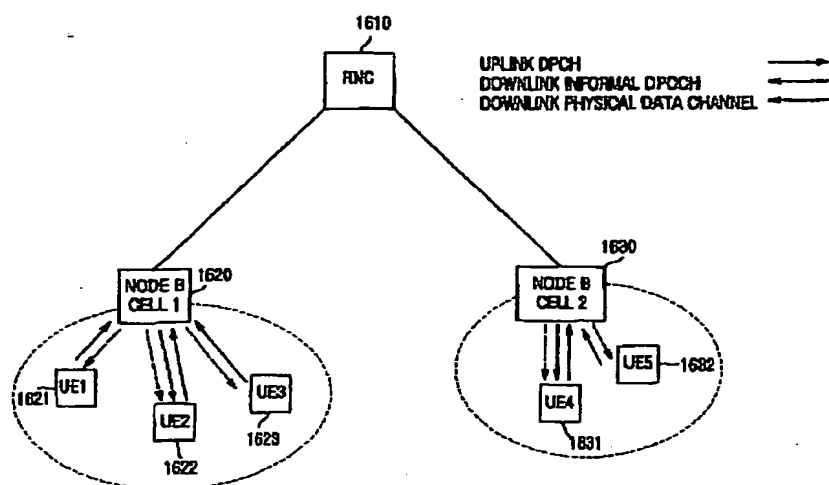 1610
RNC
UPLINK DPCH
DOWNLINK INFORMAL DPCCH
DOWNLINK PHYSICAL DATA CHANNEL
1620
NODE B
CELL 1
1630
NODE B
CELL 2
UE1
1621
UE2
1622
UE3
1623
UE4
1631
UE5
1632